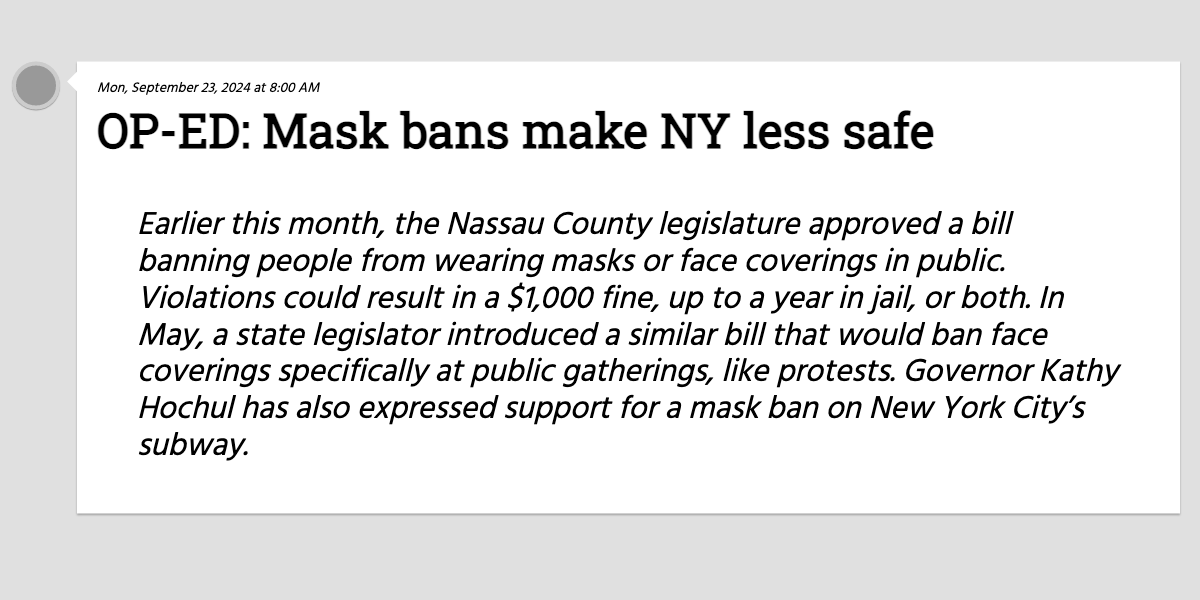 Mon, September 23, 2024 at 8:00 AM
OP-ED: Mask bans make NY less safe
Earlier this month, the Nassau County legislature approved a bill
banning people from wearing masks or face coverings in public.
Violations could result in a $1,000 fine, up to a year in jail, or both. In
May, a state legislator introduced a similar bill that would ban face
coverings specifically at public gatherings, like protests. Governor Kathy
Hochul has also expressed support for a mask ban on New York City’s
subway.